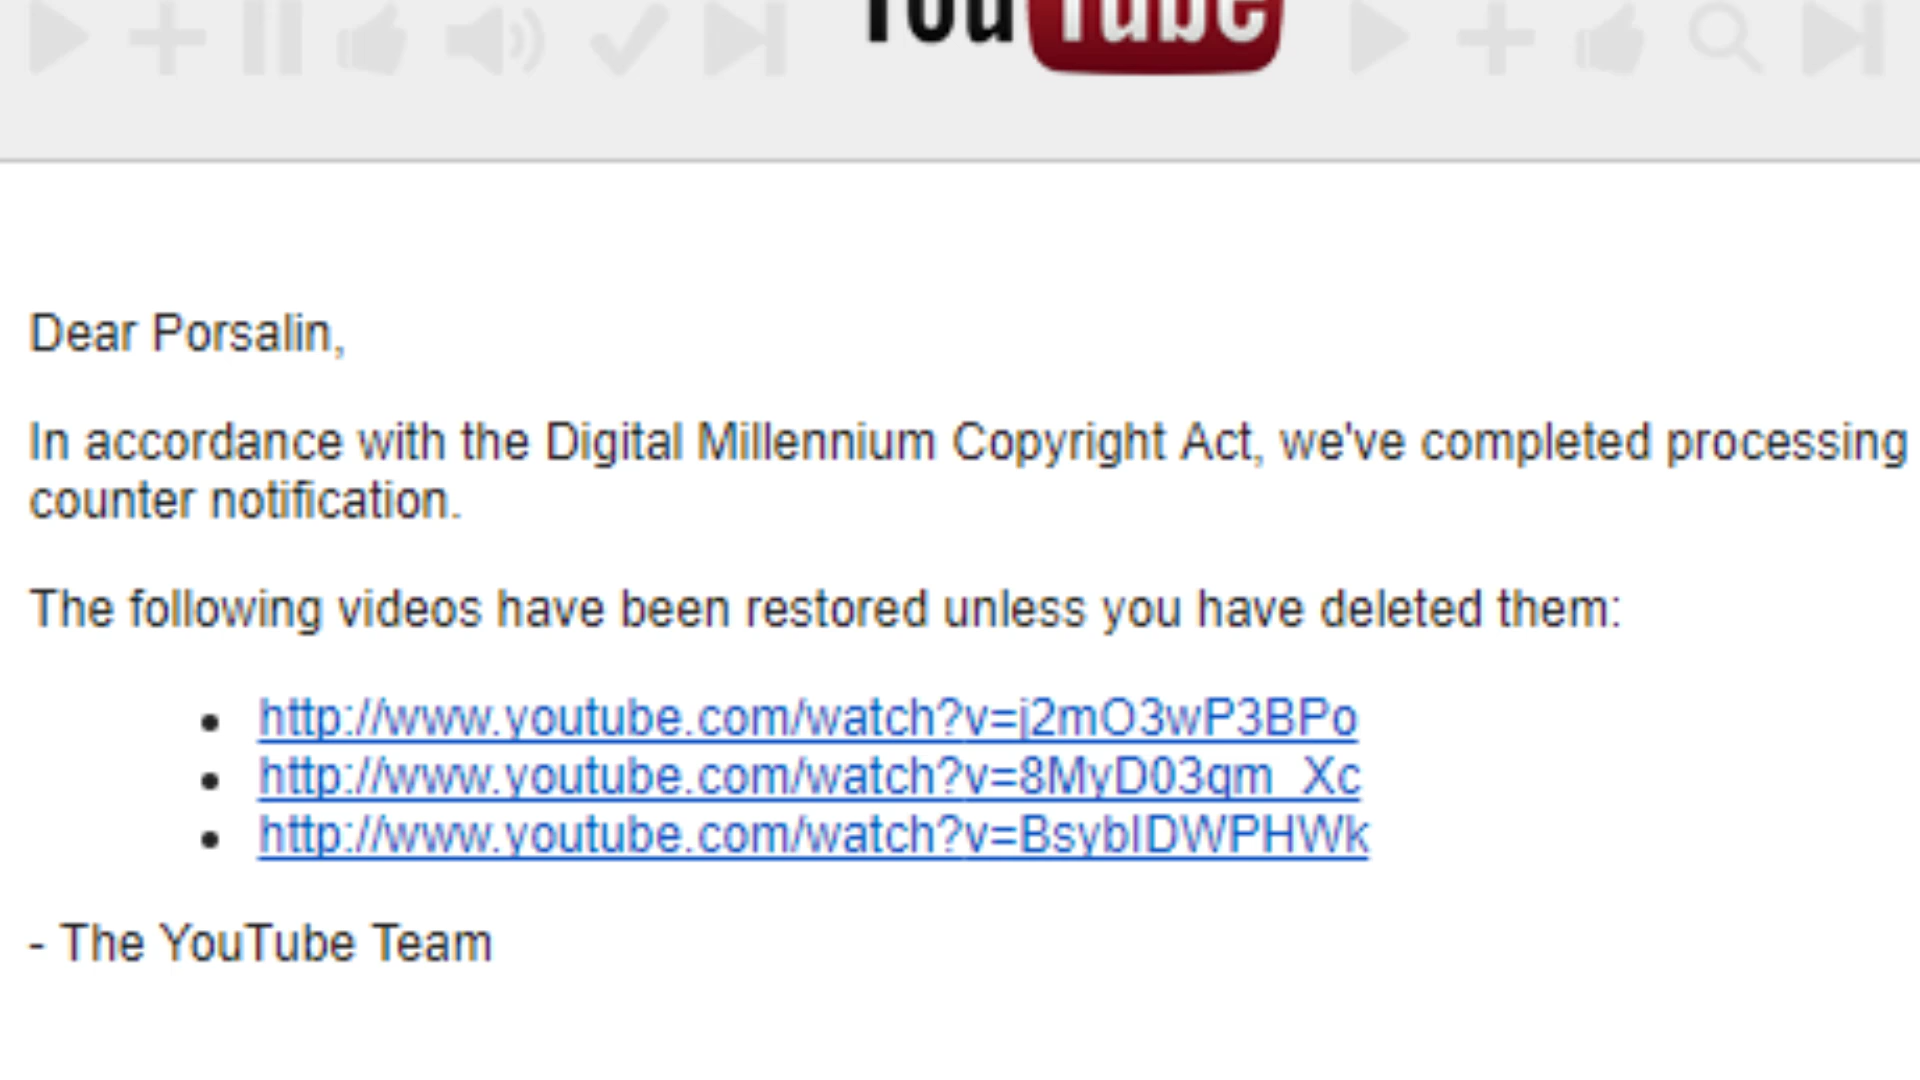 YouTube
Dear Porsalin,
In accordance with the Digital Millennium Copyright Act, we've completed processing
counter notification.
The following videos have been restored unless you have deleted them:
http://www.youtube.com/watch?v=j2mO3wP3BPo
http://www.youtube.com/watch?v=8MyD03qm_Xc
http://www.youtube.com/watch?v=BsyblDWPHWk
- The YouTube Team